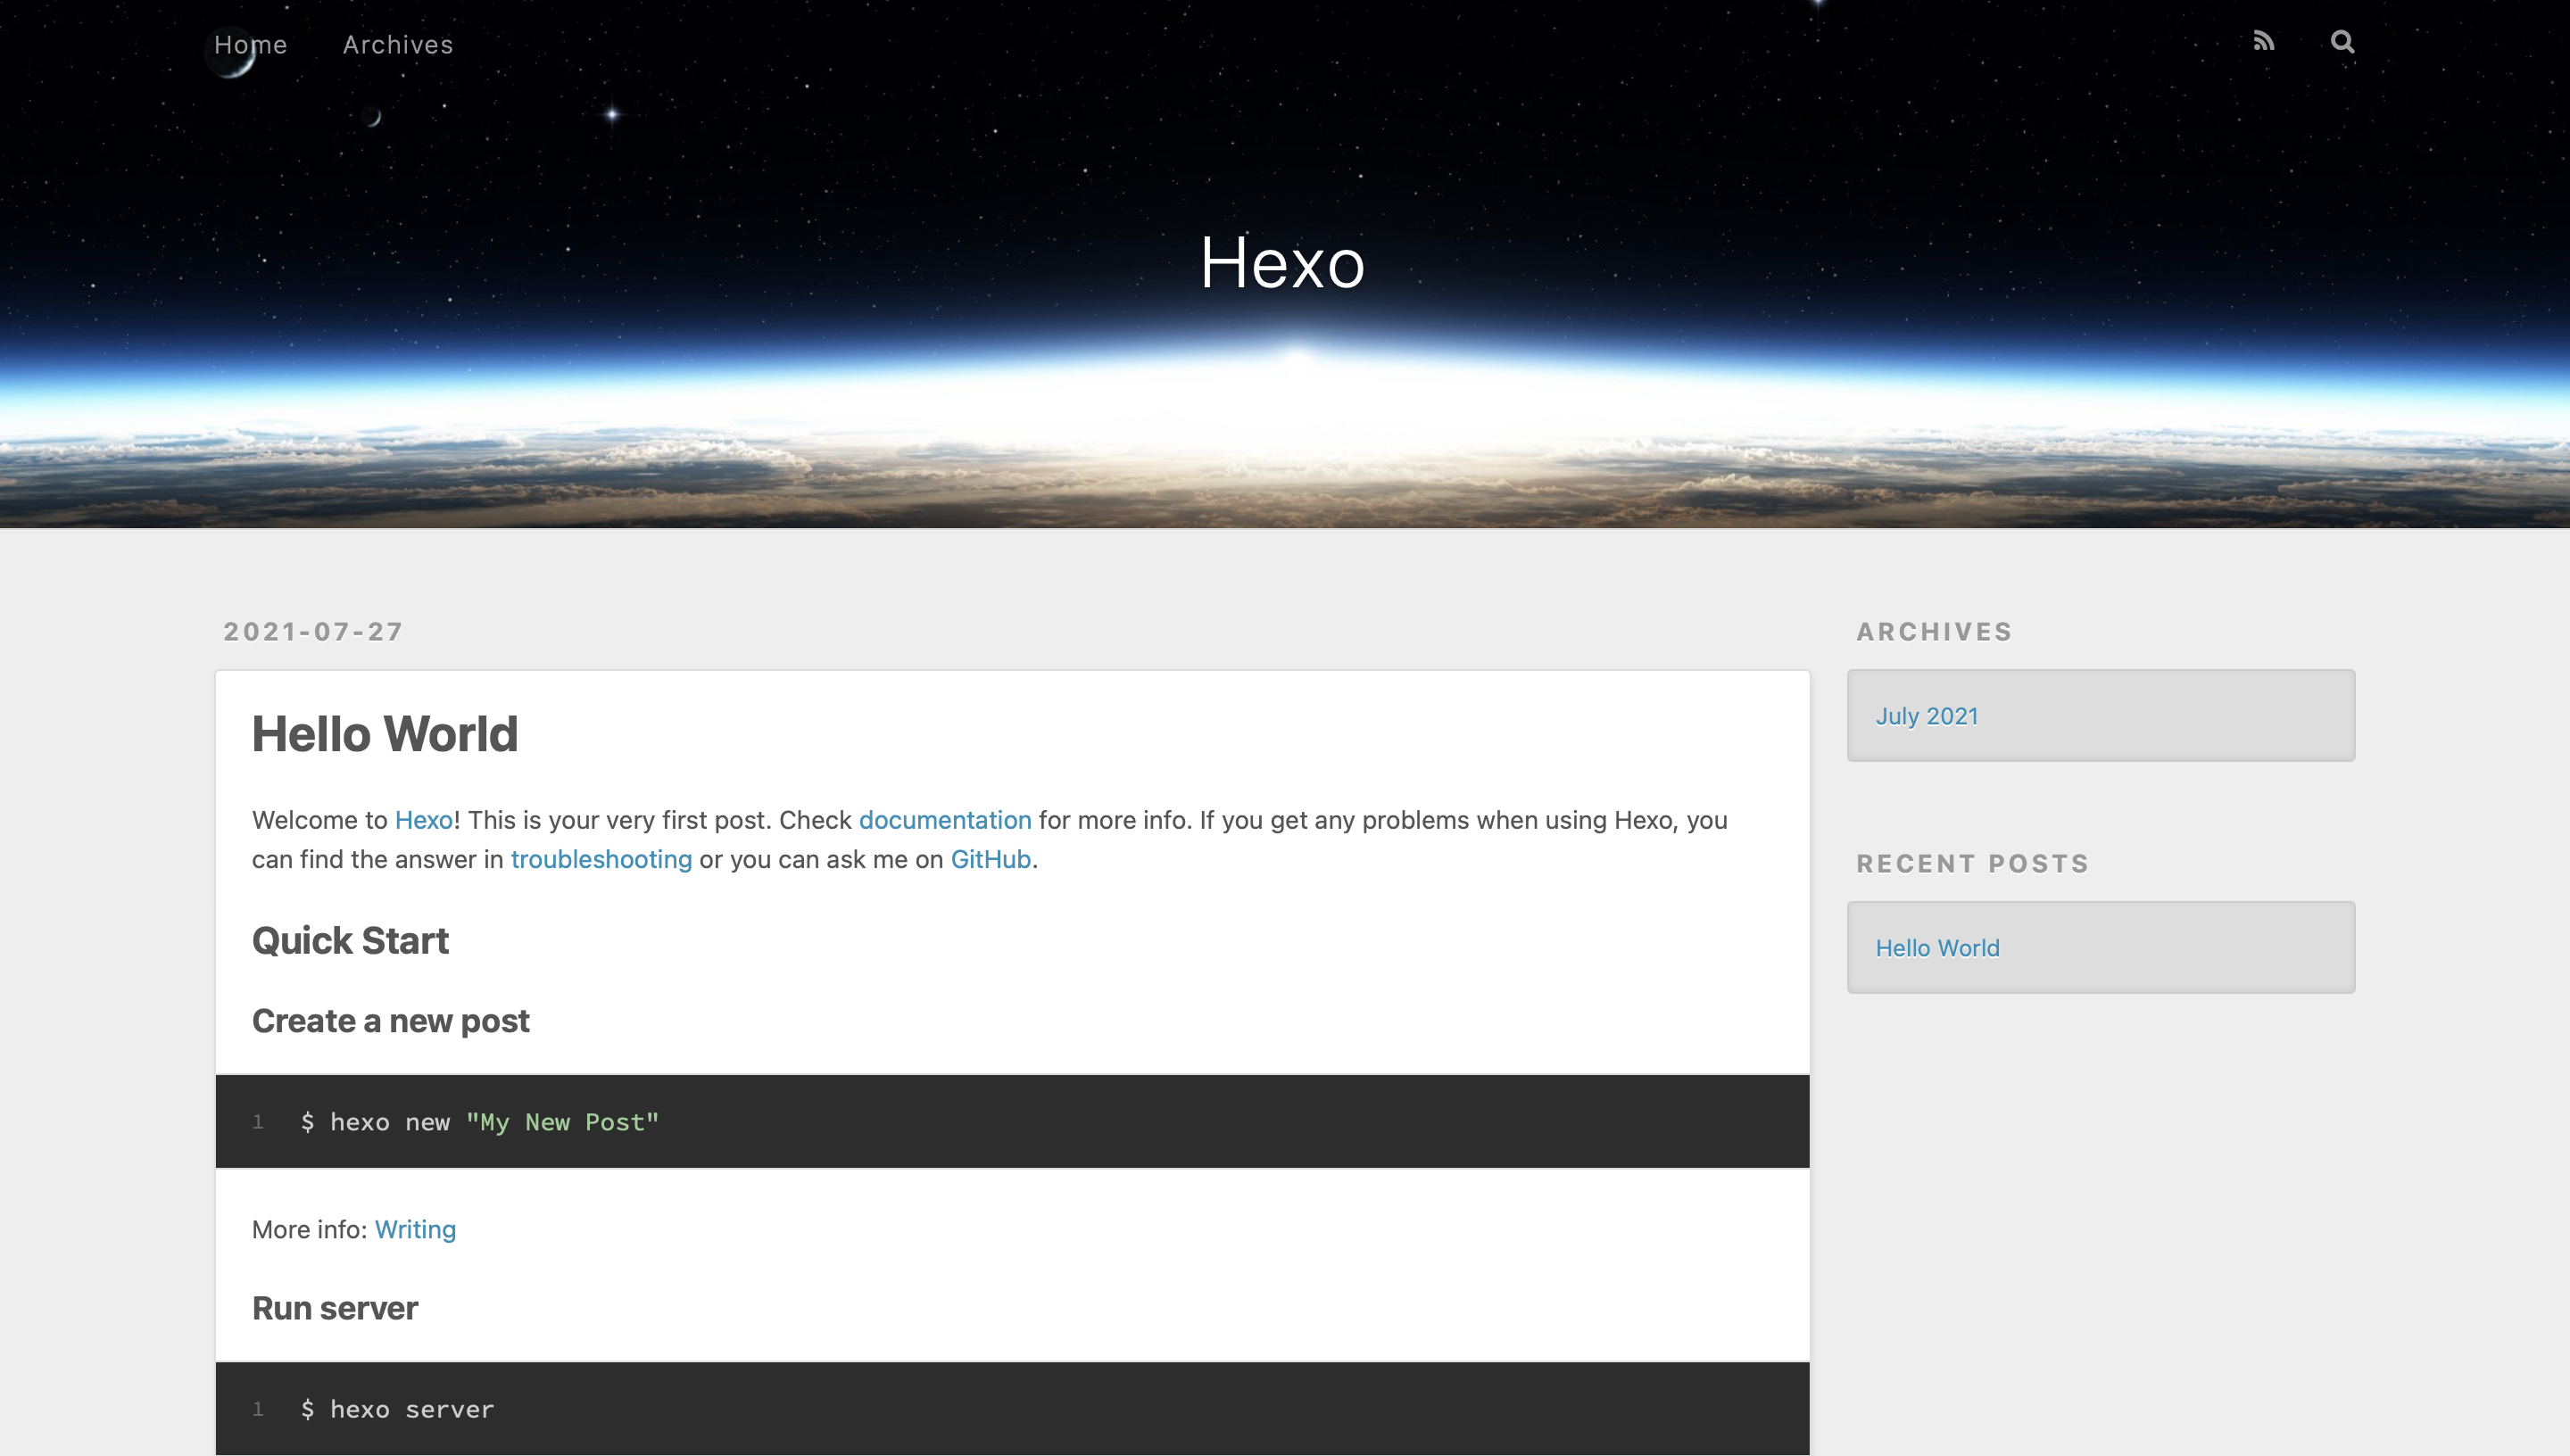 Home Archives
Hexo
2021-07-27
Hello World
Welcome to Hexo! This is your very first post. Check documentation for more info. If you get any problems when using Hexo, you
can find the answer in troubleshooting or you can ask me on GitHub.
Quick Start
Create a new post
1 $ hexo new "My New Post"
More info: Writing
Run server
1 $ hexo server
ARCHIVES
July 2021
RECENT POSTS
Hello World